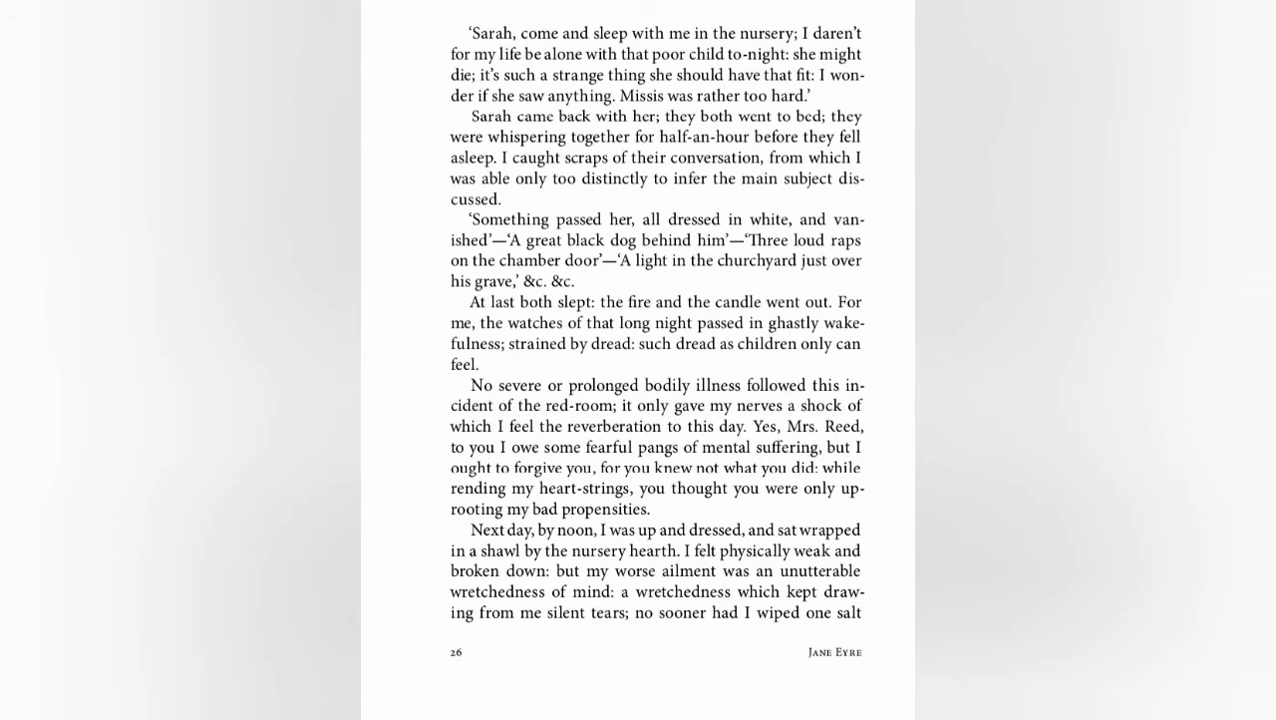 ‘Sarah, come and sleep with me in the nursery; I daren’t
for my life be alone with that poor child to-night: she might
die; it’s such a strange thing she should have that fit: I won-
der if she saw anything. Missis was rather too hard.’
Sarah came back with her; they both went to bed; they
were whispering together for half-an-hour before they fell
asleep. I caught scraps of their conversation, from which I
was able only too distinctly to infer the main subject dis-
cussed.
‘Something passed her, all dressed in white, and van-
ished’—‘A great black dog behind him’—‘Three loud raps
on the chamber door’—‘A light in the churchyard just over
his grave,’ &c. &c.
At last both slept: the fire and the candle went out. For
me, the watches of that long night passed in ghastly wake-
fulness; strained by dread: such dread as children only can
feel.
No severe or prolonged bodily illness followed this in-
cident of the red-room; it only gave my nerves a shock of
which I feel the reverberation to this day. Yes, Mrs. Reed,
to you I owe some fearful pangs of mental suffering, but I
ought to forgive you, for you knew not what you did: while
rending my heart-strings, you thought you were only up-
rooting my bad propensities.
Next day, by noon, I was up and dressed, and sat wrapped
in a shawl by the nursery hearth. I felt physically weak and
broken down: but my worse ailment was an unutterable
wretchedness of mind: a wretchedness which kept draw-
ing from me silent tears; no sooner had I wiped one salt
26 Jane Eyre